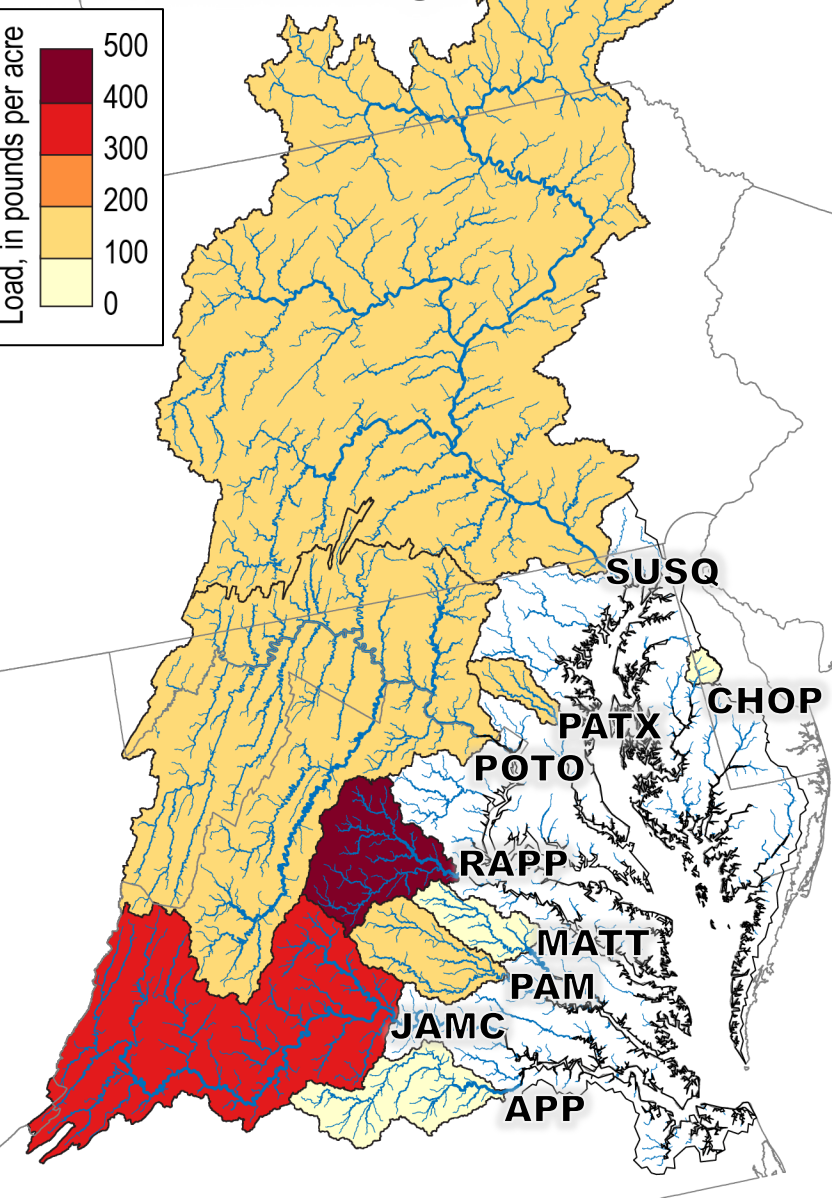 Load, in pounds per acre
500
400
300
200
100
0
SUSQ
CHOP
PATX
POTO
RAPP
MATT
PAM
JAMC
APP